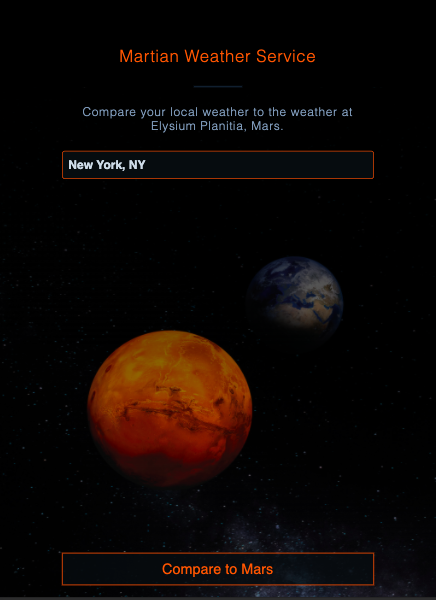 Martian Weather Service
Compare your local weather to the weather at
Elysium Planitia, Mars.
New York, NY
Compare to Mars